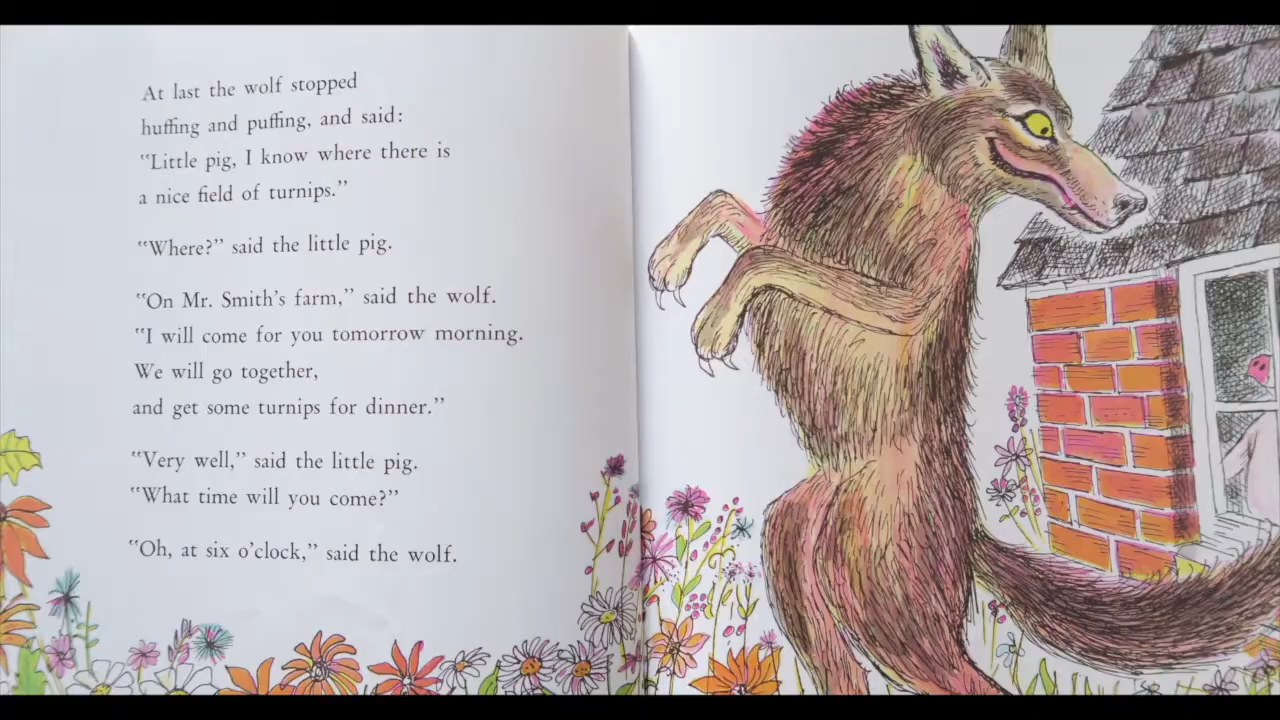 At last the wolf stopped
huffing and puffing, and said:
“Little pig, I know where there is
a nice field of turnips.”
“Where?” said the little pig.
“On Mr. Smith’s farm,” said the wolf.
“I will come for you tomorrow morning.
We will go together,
and get some turnips for dinner.”
“Very well,” said the little pig.
“What time will you come?”
“Oh, at six o’clock,” said the wolf.